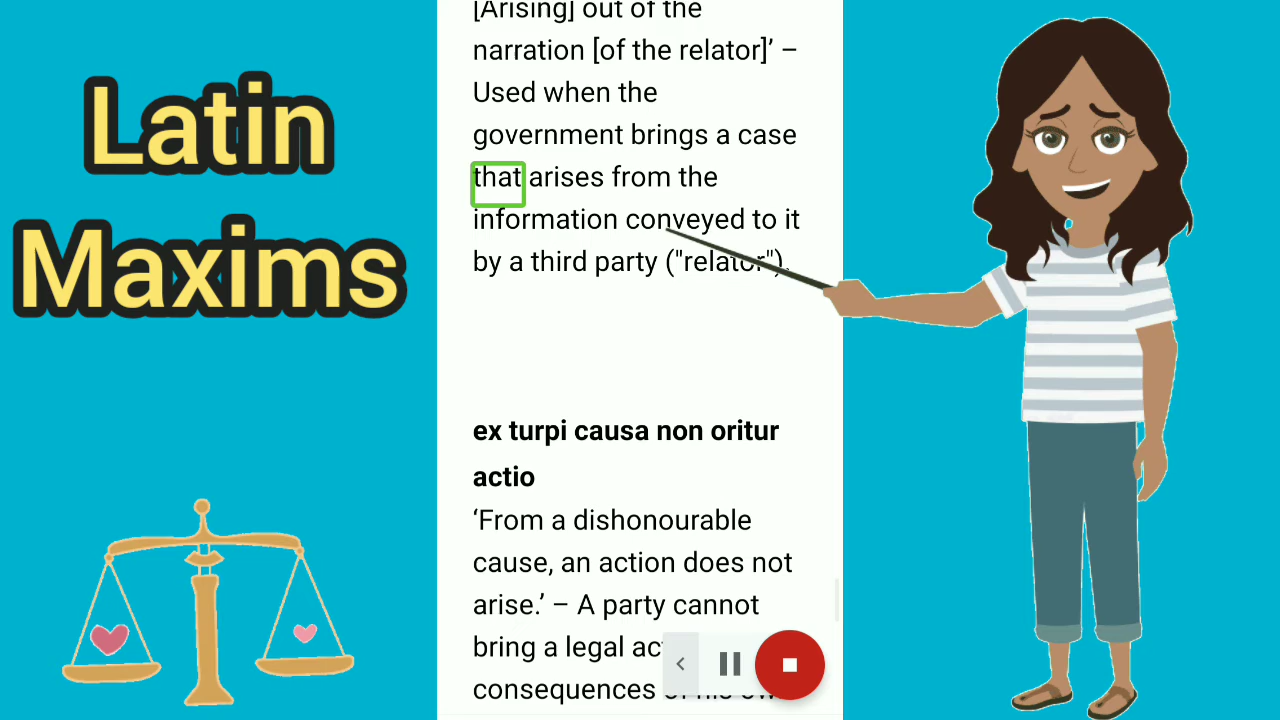 Latin
Maxims
[Arising] out of the
narration [of the relator]’ –
Used when the
government brings a case
that arises from the
information conveyed to it
by a third party ("relator").
ex turpi causa non oritur
actio
‘From a dishonourable
cause, an action does not
arise.’ – A party cannot
bring a legal
consequences